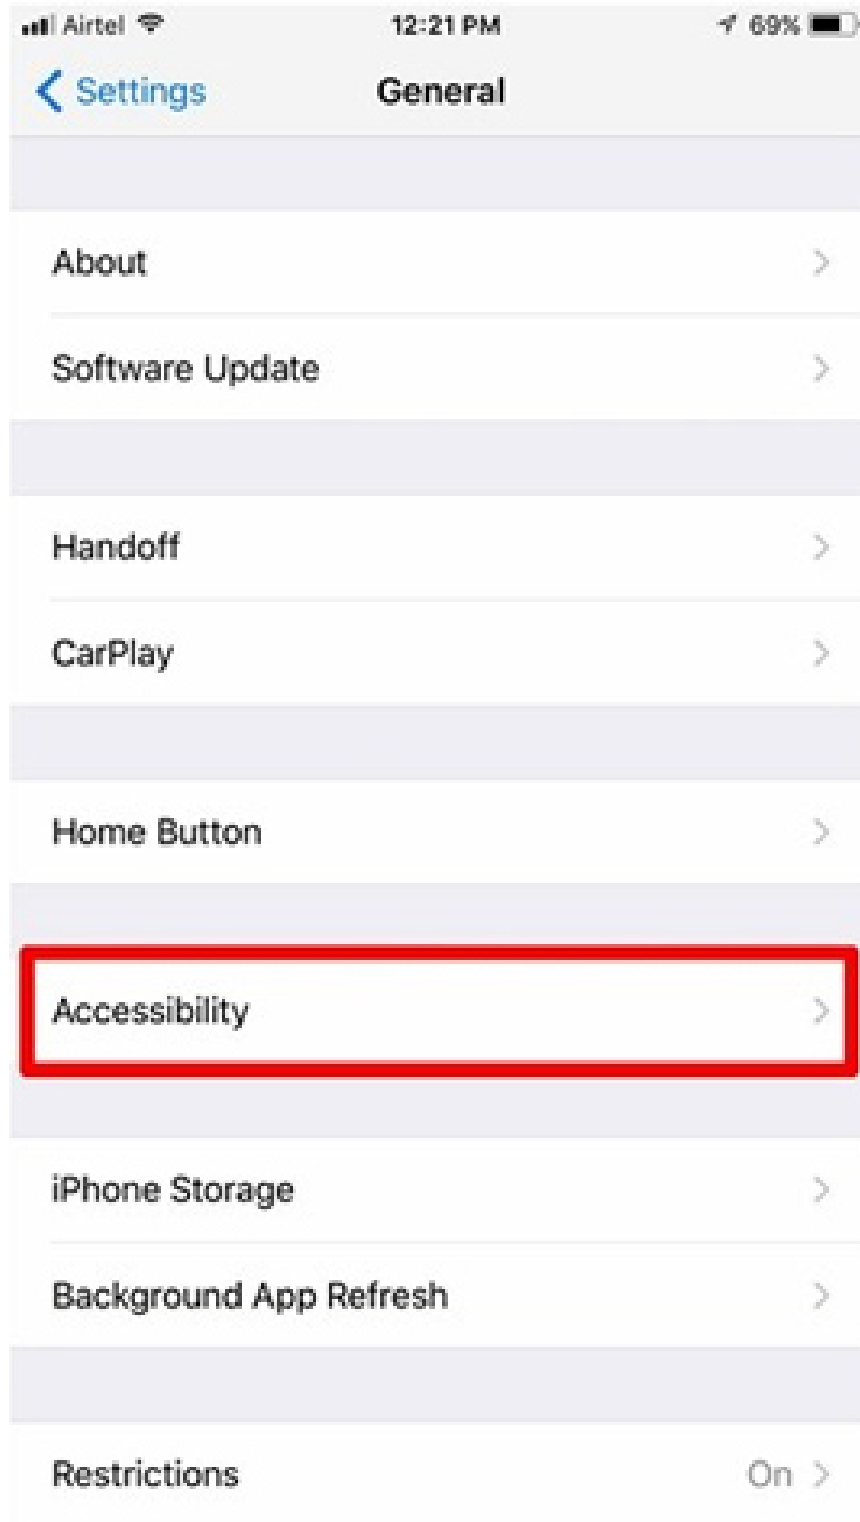 Airtel 12:21 PM 69%
Settings General
About
Software Update
Handoff
CarPlay
Home Button
Accessibility
iPhone Storage
Background App Refresh
Restrictions On